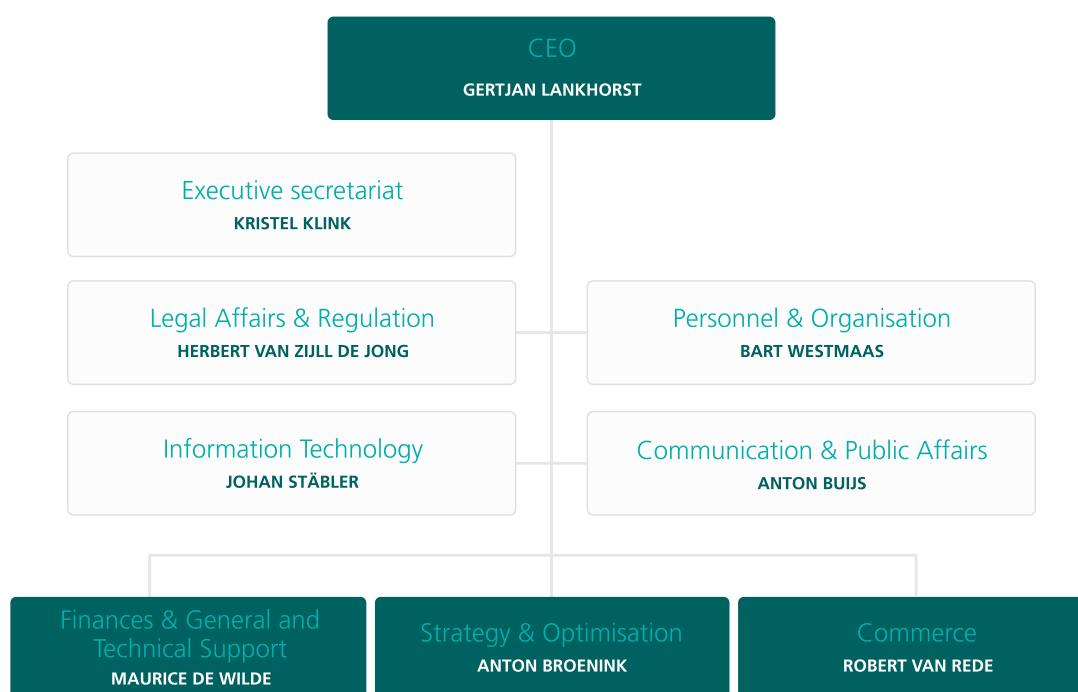 CEO
GERTJAN LANKHORST
Executive secretariat
KRISTEL KLINK
Legal Affairs & Regulation
HERBERT VAN ZIJLL DE JONG
Personnel & Organisation
BART WESTMAAS
Information Technology
JOHAN STÄBLER
Communication & Public Affairs
ANTON BUIJS
Finances & General and
Technical Support
MAURICE DE WILDE
Strategy & Optimisation
ANTON BROENINK
Commerce
ROBERT VAN REDE